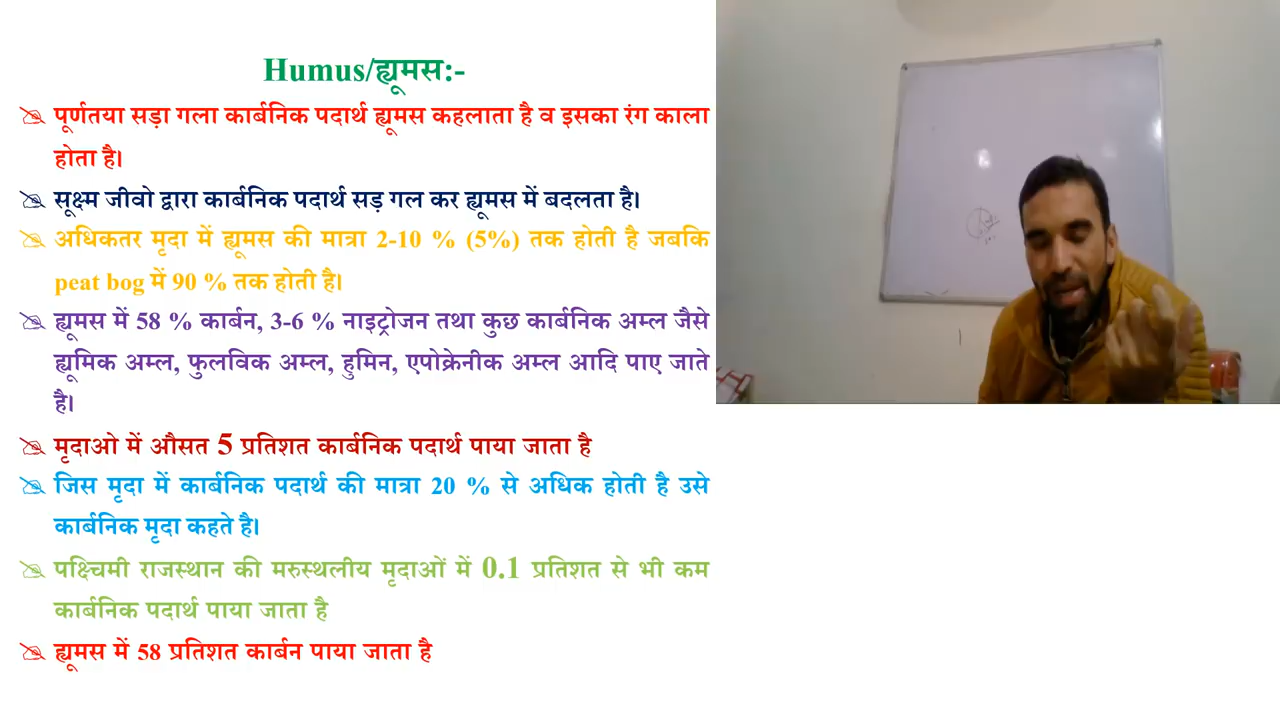 Humus/ह्यूमस:-
पूर्णतया सड़ा गला कार्बनिक पदार्थ ह्यूमस कहलाता है व इसका रंग काला
होता है।
सूक्ष्म जीवो द्वारा कार्बनिक पदार्थ सड़ गल कर ह्यूमस में बदलता है।
अधिकतर मृदा में ह्यूमस की मात्रा 2-10 % (5%) तक होती है जबकि
peat bog में 90 % तक होती है।
ह्यूमस में 58 % कार्बन, 3-6 % नाइट्रोजन तथा कुछ कार्बनिक अम्ल जैसे
ह्यूमिक अम्ल, फुलविक अम्ल, हुमिन, एपोक्रेनीक अम्ल आदि पाए जाते
है।
मृदाओ में औसत 5 प्रतिशत कार्बनिक पदार्थ पाया जाता है
जिस मृदा में कार्बनिक पदार्थ की मात्रा 20 % से अधिक होती है उसे
कार्बनिक मृदा कहते है।
पश्चिमी राजस्थान की मरुस्थलीय मृदाओं में 0.1 प्रतिशत से भी कम
कार्बनिक पदार्थ पाया जाता है
ह्यूमस में 58 प्रतिशत कार्बन पाया जाता है